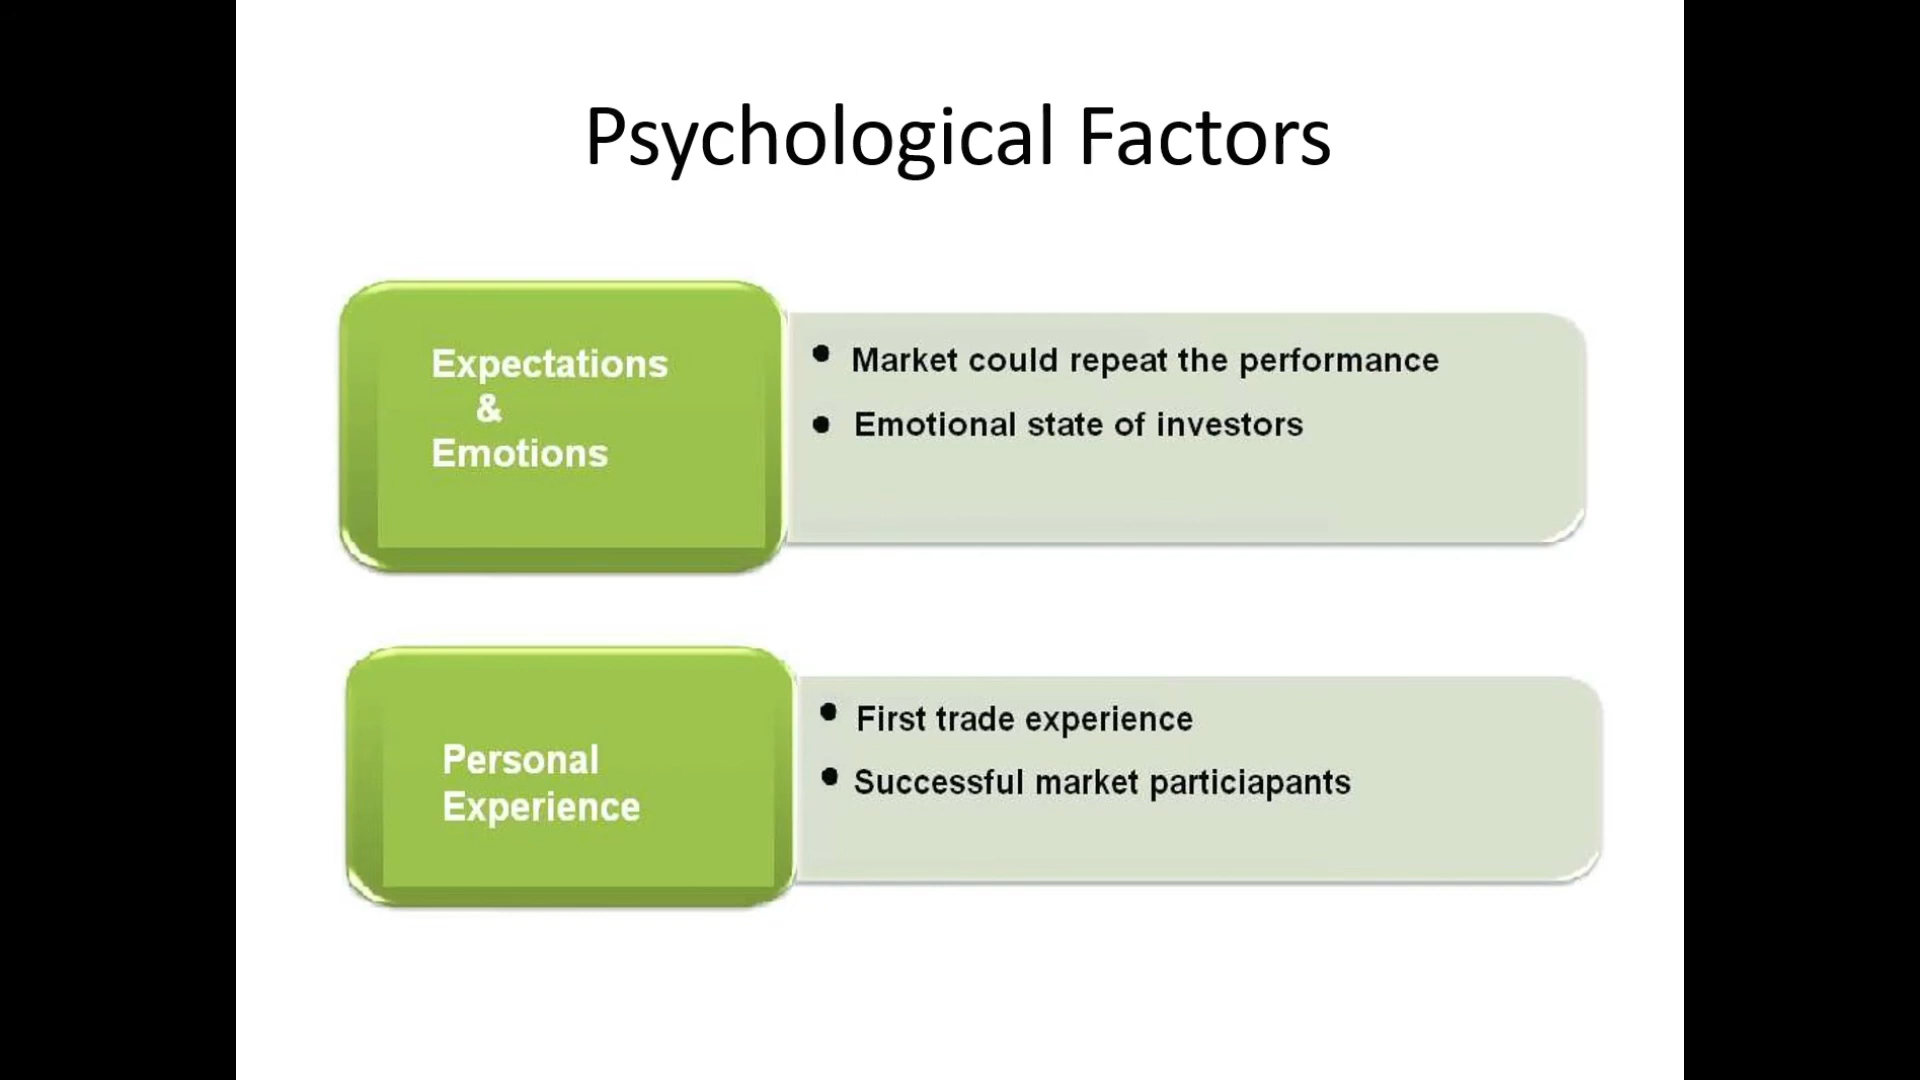 Psychological Factors
Expectations
&
Emotions
• Market could repeat the performance
• Emotional state of investors
Personal
Experience
• First trade experience
• Successful market particiapants